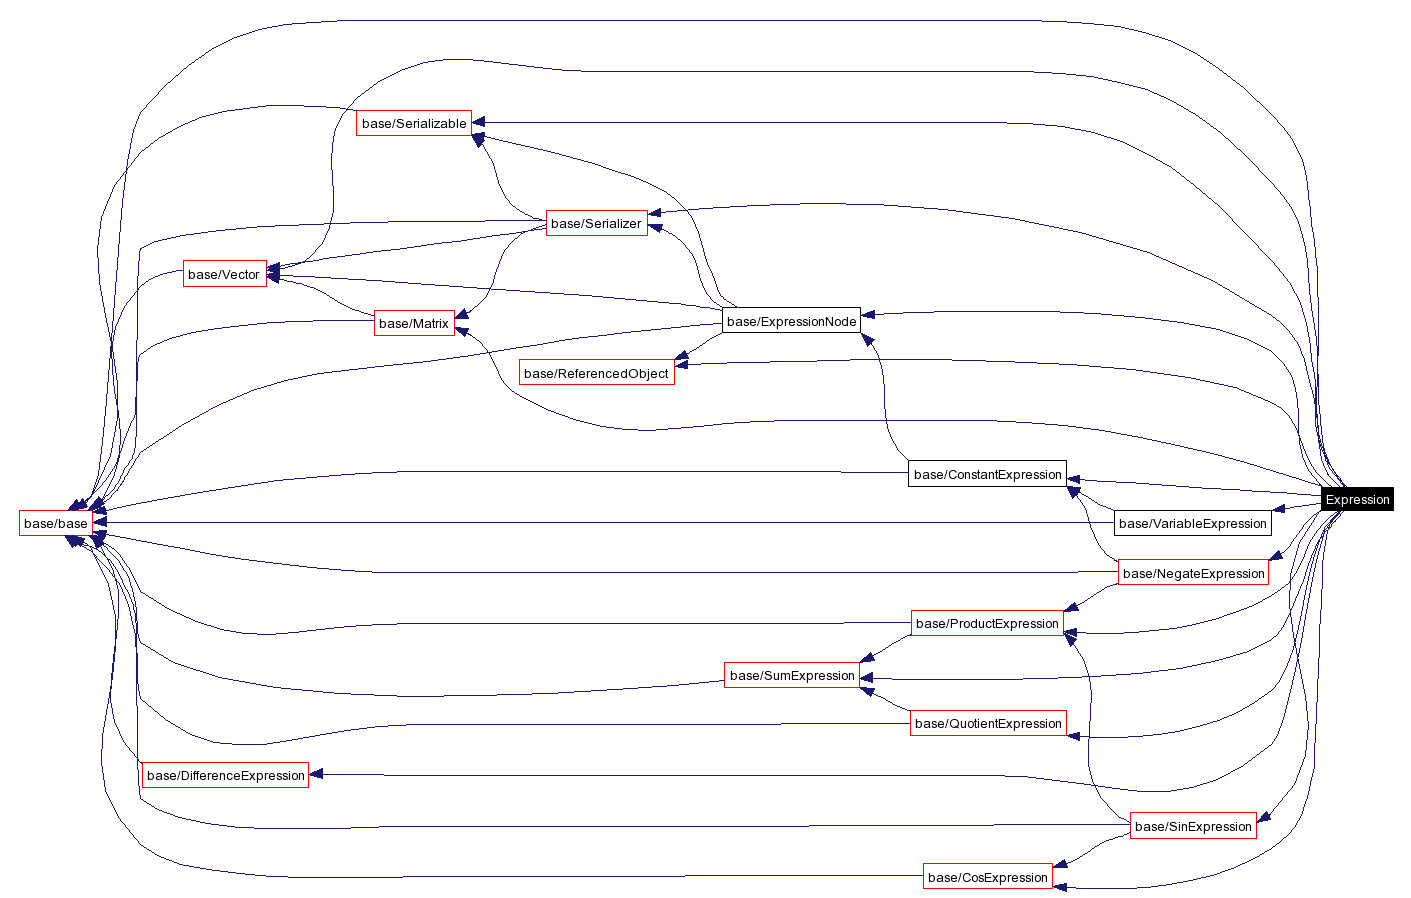 base/Serializable
base/Serializer
base/Vector
base/Matrix
base/ExpressionNode
base/ReferencedObject
base/ConstantExpression
Expression
base/base
base/VariableExpression
base/NegateExpression
base/ProductExpression
base/SumExpression
base/QuotientExpression
base/DifferenceExpression
base/SinExpression
base/CosExpression